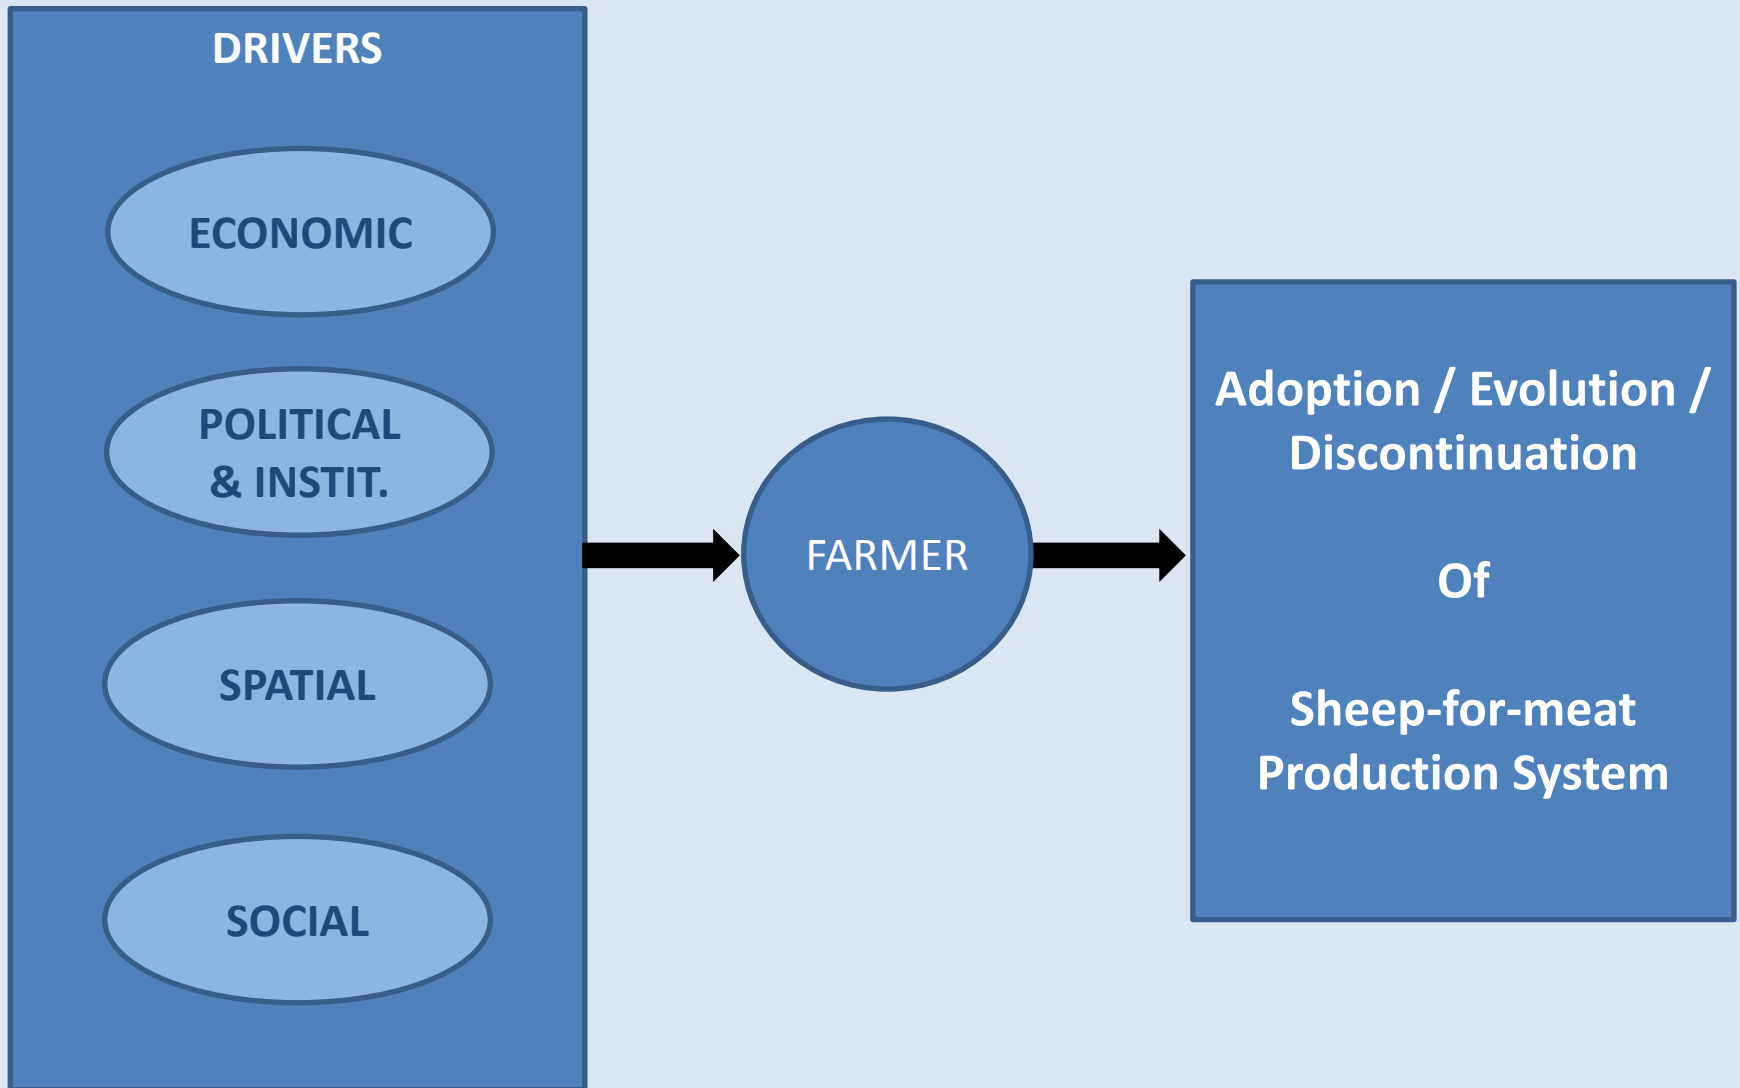 DRIVERS
ECONOMIC
POLITICAL
& INSTIT.
SPATIAL
SOCIAL
FARMER
Adoption / Evolution /
Discontinuation
Of
Sheep-for-meat
Production System